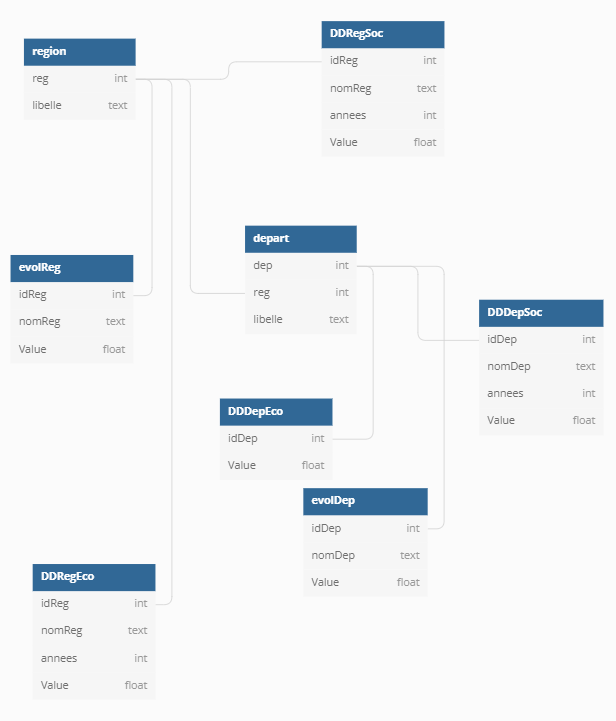 region
reg int
libelle text
DDRegSoc
idReg int
nomReg text
annees int
Value float
evolReg
idReg int
nomReg text
Value float
depart
dep int
reg int
libelle text
DDDepSoc
idDep int
nomDep text
annees int
Value float
DDDepEco
idDep int
Value float
evolDep
idDep int
nomDep text
Value float
DDRegEco
idReg int
nomReg text
annees int
Value float